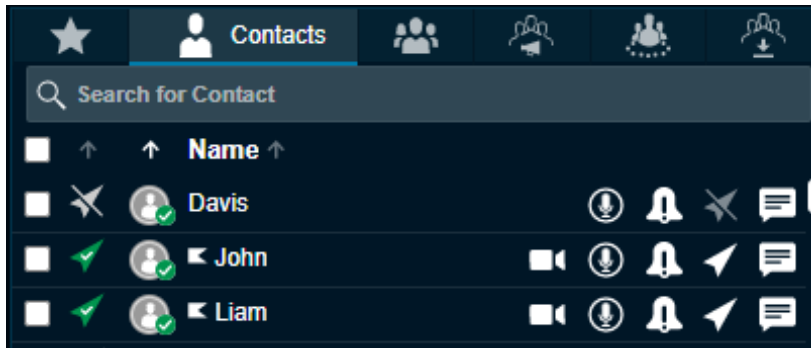 Contacts
Search for Contact
Name
Davis
John
Liam